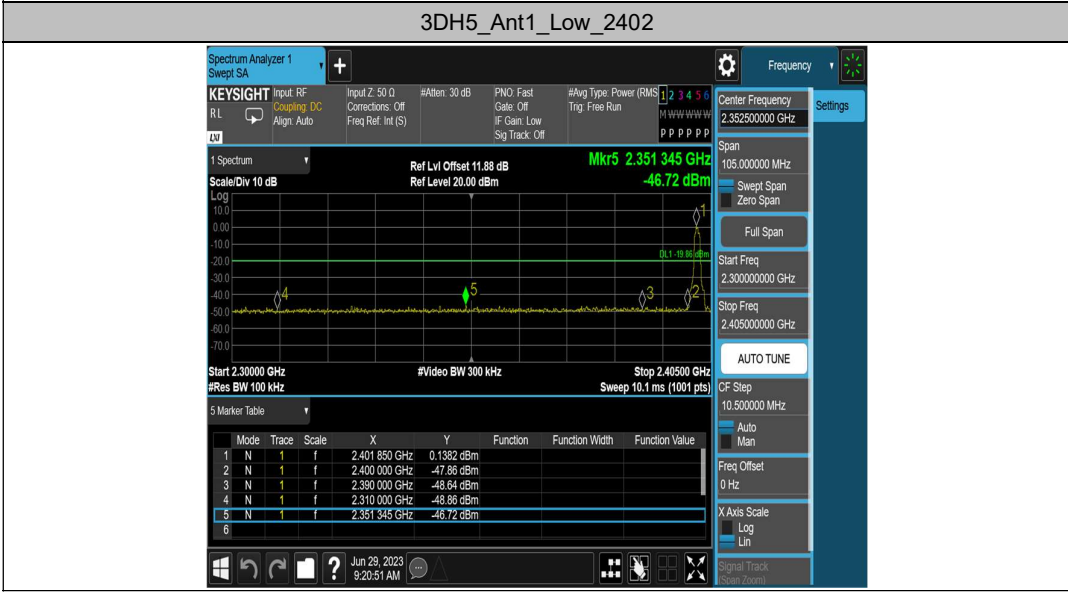 3DH5_Ant1_Low_2402
Spectrum Analyzer 1
Swept SA
+
Frequency
KEYSIGHT
RL
LXI
Input: RF
Coupling: DC
Align: Auto
Input Z: 50 Ω
Corrections: Off
Freq Ref: Int (S)
#Atten: 30 dB
PNO: Fast
Gate: Off
IF Gain: Low
Sig Track: Off
#Avg Type: Power (RMS
Trig: Free Run
1 2 3 4 5 6
M W W W W W
P P P P P P
1 Spectrum
Scale/Div 10 dB
Ref Lvl Offset 11.88 dB
Ref Level 20.00 dBm
Mkr5 2.351 345 GHz
-46.72 dBm
Log
10.0
0.00
-10.0
-20.0
-30.0
-40.0
-50.0
-60.0
-70.0
1
DL1 -19.86 dBm
4
5
3
2
Start 2.30000 GHz
#Video BW 300 kHz
Stop 2.40500 GHz
#Res BW 100 kHz
Sweep 10.1 ms (1001 pts)
5 Marker Table
Mode Trace Scale X Y Function Function Width Function Value
1 N 1 f 2.401 850 GHz 0.1382 dBm
2 N 1 f 2.400 000 GHz -47.86 dBm
3 N 1 f 2.390 000 GHz -48.64 dBm
4 N 1 f 2.310 000 GHz -48.86 dBm
5 N 1 f 2.351 345 GHz -46.72 dBm
6
?
Jun 29, 2023
9:20:51 AM
Center Frequency
2.352500000 GHz
Settings
Span
105.000000 MHz
Swept Span
Zero Span
Full Span
Start Freq
2.300000000 GHz
Stop Freq
2.405000000 GHz
AUTO TUNE
CF Step
10.500000 MHz
Auto
Man
Freq Offset
0 Hz
X Axis Scale
Log
Lin
Signal Track
(Span Zoom)